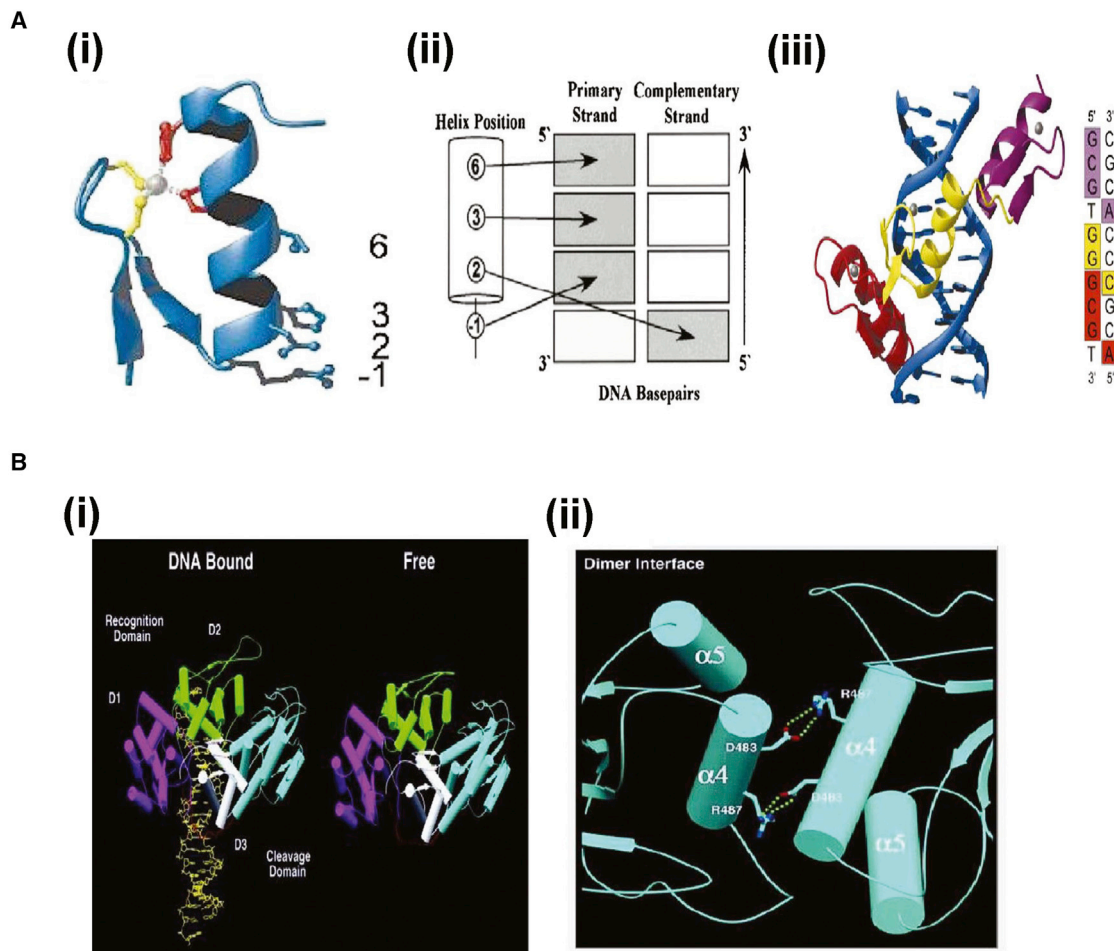 A
(i)
6
3
2
-1
(ii)
Primary Strand
Complementary Strand
Helix Position
5'
3'
6
3
2
-1
3'
5'
DNA Basepairs
(iii)
5' 3'
G C
C G
G C
T A
G C
G C
G C
C G
G C
T A
3' 5'
B
(i)
DNA Bound
Free
Recognition
Domain
D2
D1
D3
Cleavage
Domain
(ii)
Dimer Interface
α5
R487
D483
α4
α4
R487
D483
α5